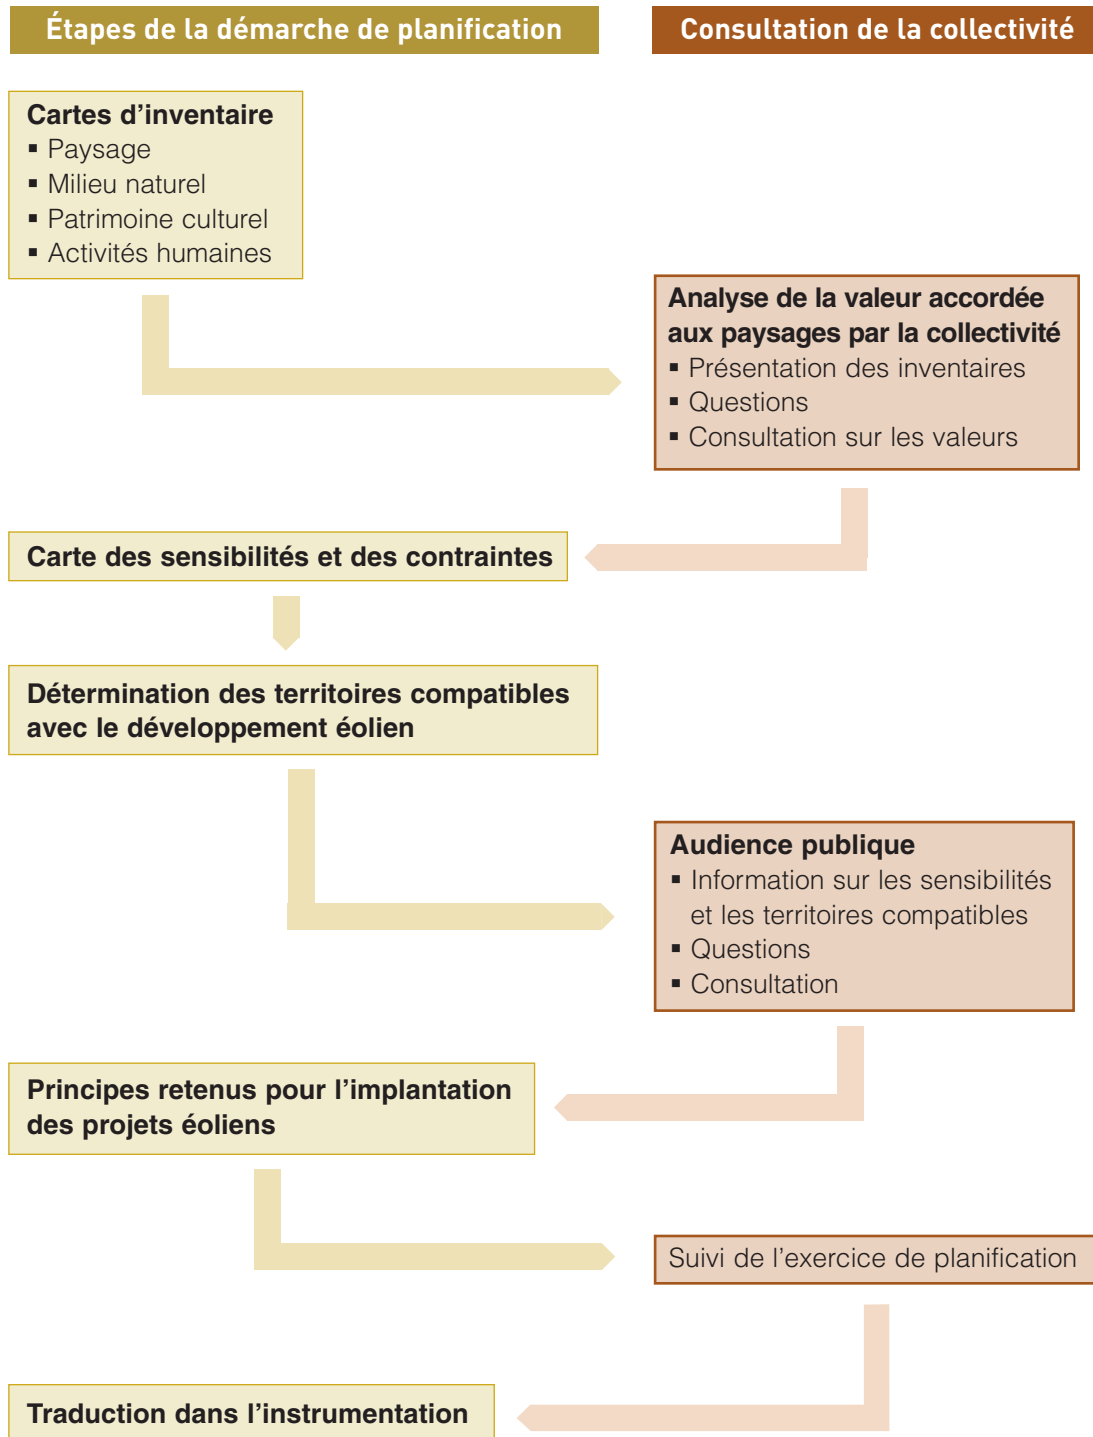 Étapes de la démarche de planification
Consultation de la collectivité
Cartes d’inventaire
▪ Paysage
▪ Milieu naturel
▪ Patrimoine culturel
▪ Activités humaines
Analyse de la valeur accordée
aux paysages par la collectivité
▪ Présentation des inventaires
▪ Questions
▪ Consultation sur les valeurs
Carte des sensibilités et des contraintes
Détermination des territoires compatibles
avec le développement éolien
Audience publique
▪ Information sur les sensibilités
et les territoires compatibles
▪ Questions
▪ Consultation
Principes retenus pour l’implantation
des projets éoliens
Suivi de l’exercice de planification
Traduction dans l’instrumentation